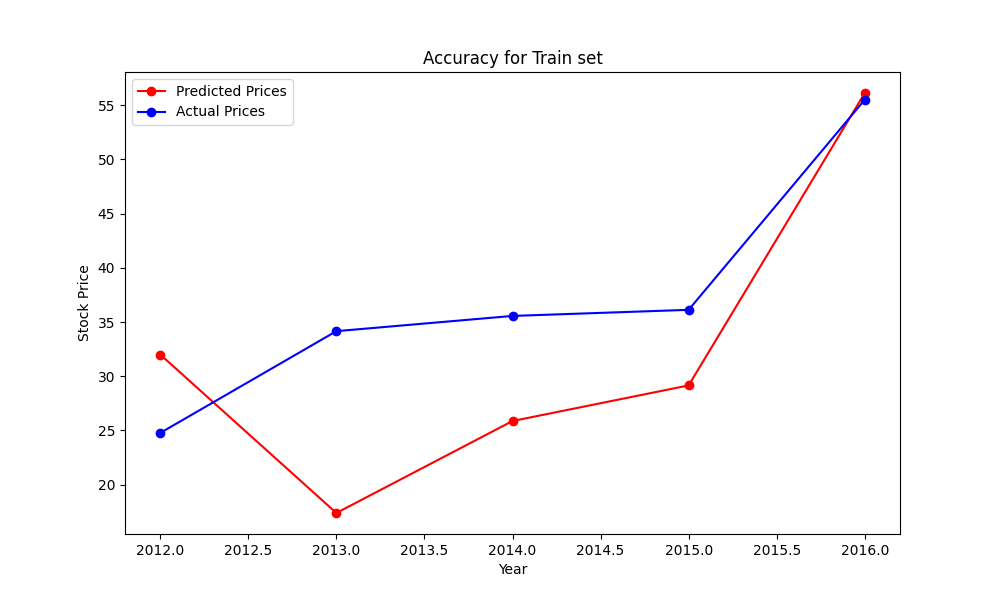 Accuracy for Train set
Predicted Prices
Actual Prices
55
50
45
40
35
30
25
20
Stock Price
2012.0 2012.5 2013.0 2013.5 2014.0 2014.5 2015.0 2015.5 2016.0
Year